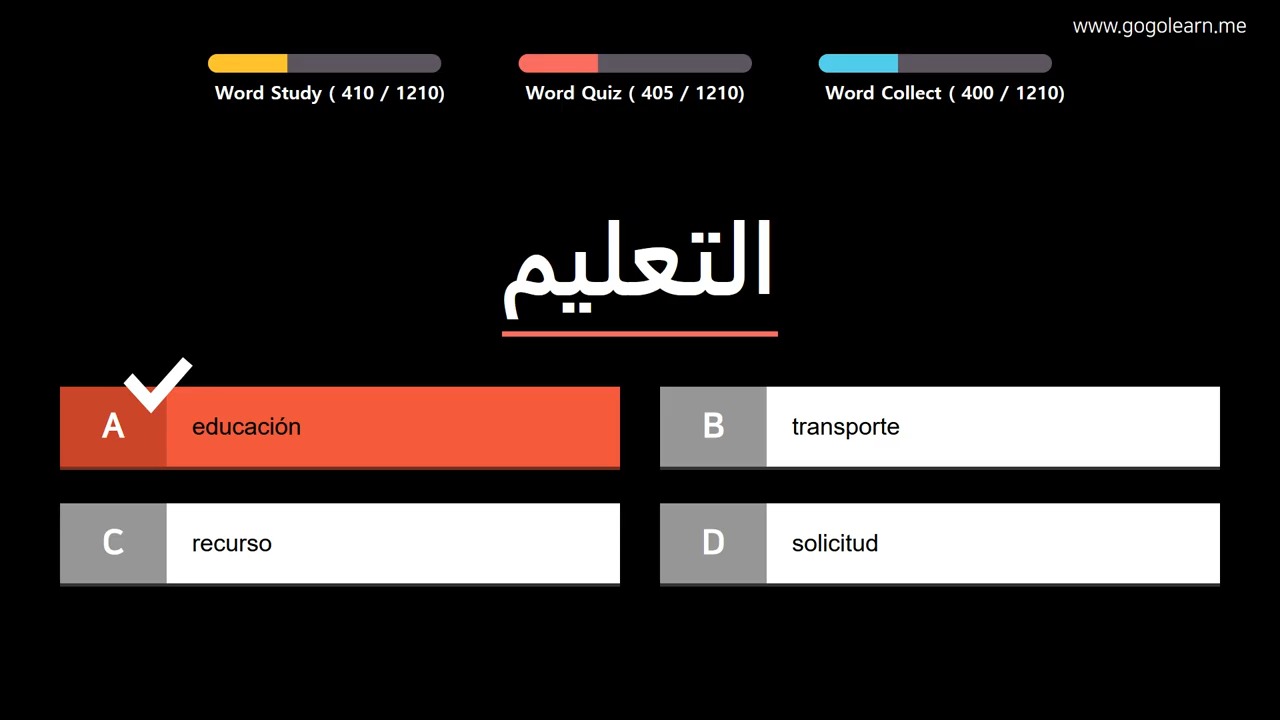 www.gogolearn.me
Word Study ( 410 / 1210)
Word Quiz ( 405 / 1210)
Word Collect ( 400 / 1210)
التعليم
A educación
B transporte
C recurso
D solicitud